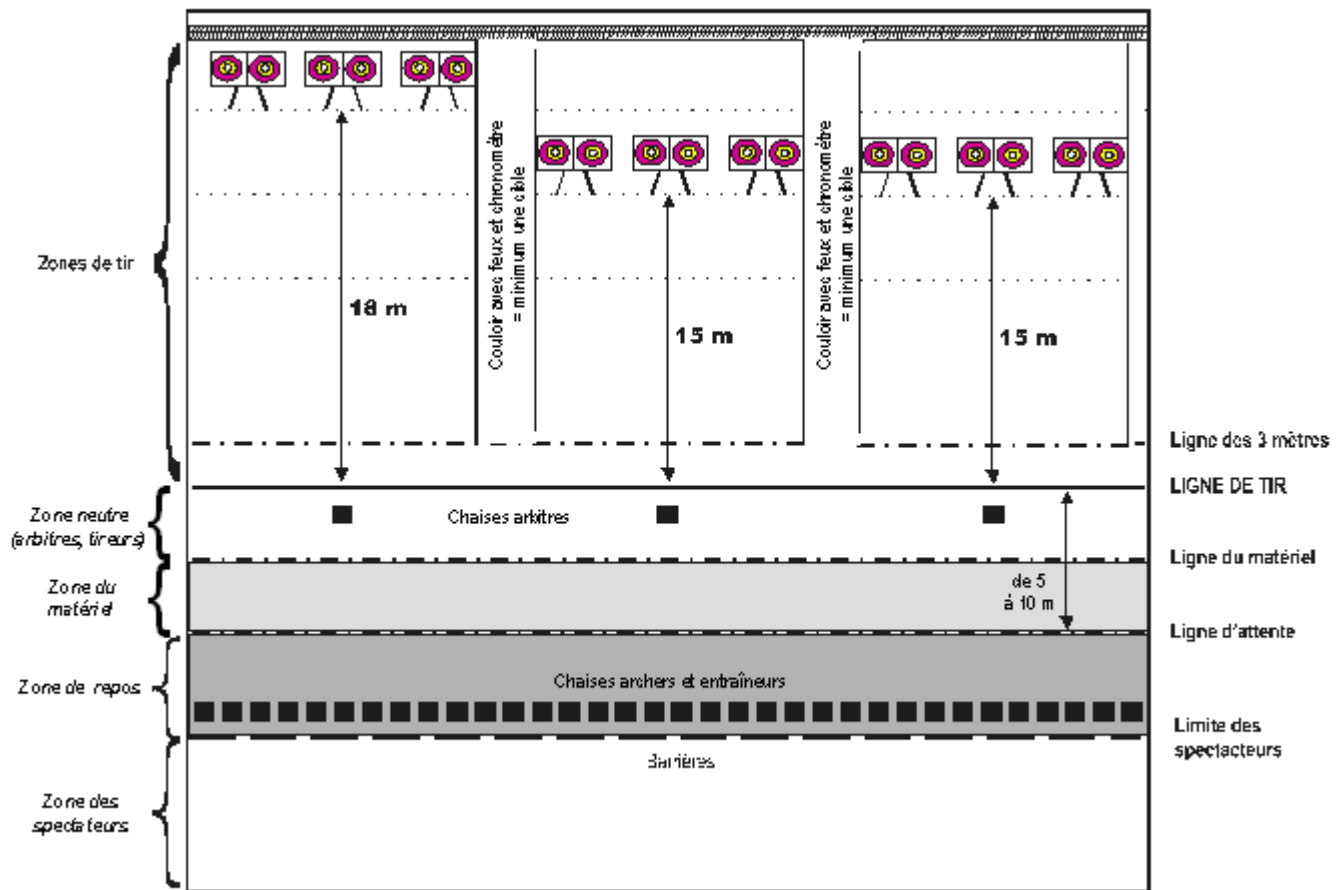 Zones de tir
Couloir avec feux et chronomètre
= minimum une cible
Couloir avec feux et chronomètre
= minimum une cible
18 m
15 m
15 m
Ligne des 3 mètres
LIGNE DE TIR
Zone neutre
(arbitres, tireurs)
Chaises arbitres
Ligne du matériel
Zone du
matériel
de 5
à 10 m
Ligne d'attente
Zone de repos
Chaises archers et entraîneurs
Limite des
spectacteurs
Barrières
Zone des
spectateurs